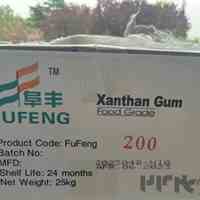 阜丰 TM
FUFENG
Xanthan Gum
Food Grade
Product Code: FuFeng 200
Batch No:
MFD:
Shelf Life: 24 months
Net Weight: 25kg